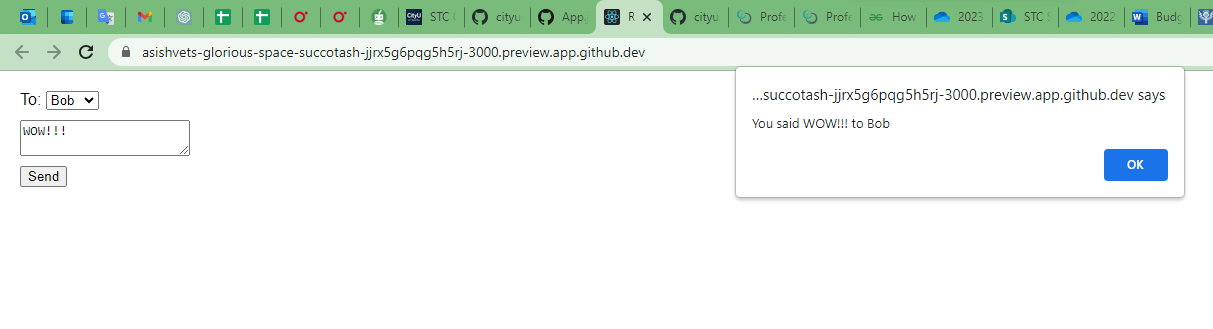 CityU STC cityu App. R cityu Profe Profe How 2023 STC 2022 Budg
asishvets-glorious-space-succotash-jjrx5g6pqg5h5rj-3000.preview.app.github.dev
...succotash-jjrx5g6pqg5h5rj-3000.preview.app.github.dev says
To: Bob
You said WOW!!! to Bob
wow!!!
OK
Send